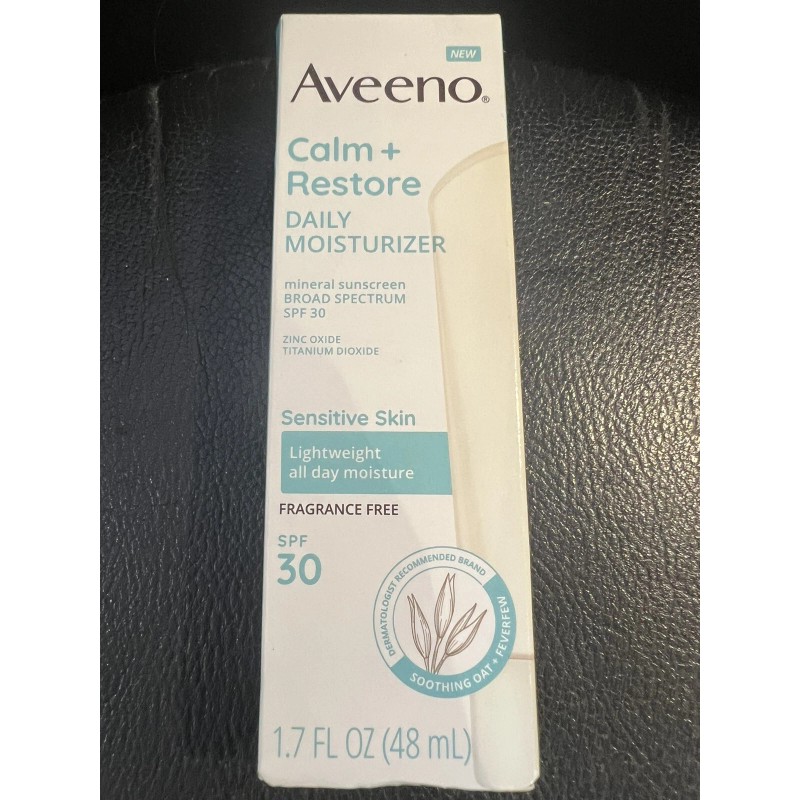 NEW
Aveeno®
Calm +
Restore
DAILY
MOISTURIZER
mineral sunscreen
BROAD SPECTRUM
SPF 30
ZINC OXIDE
TITANIUM DIOXIDE
Sensitive Skin
Lightweight
all day moisture
FRAGRANCE FREE
SPF
30
DERMATOLOGIST RECOMMENDED BRAND
SOOTHING OAT + FEVERFEW
1.7 FL OZ (48 mL)